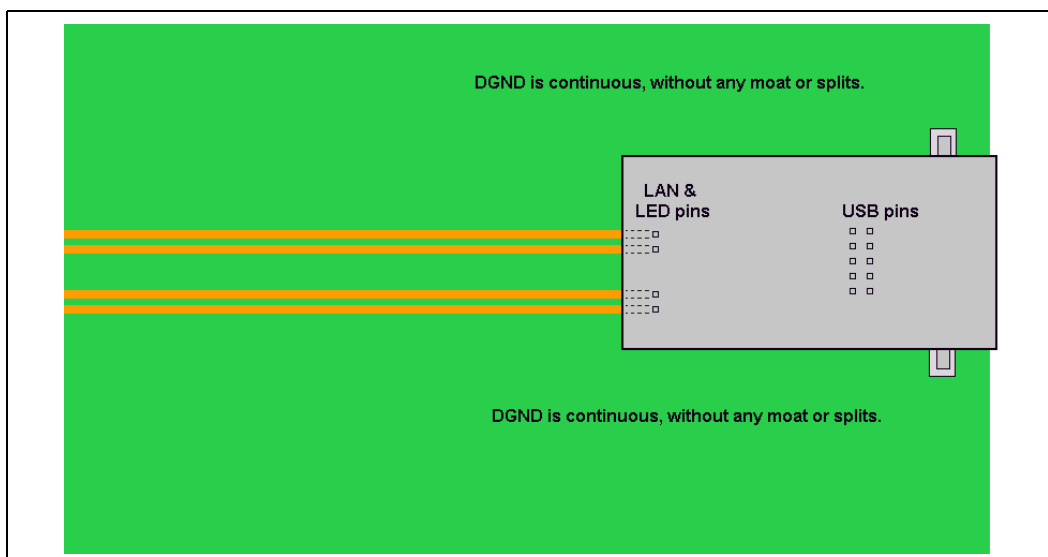 DGND is continuous, without any moat or splits.
LAN &
LED pins
USB pins
DGND is continuous, without any moat or splits.